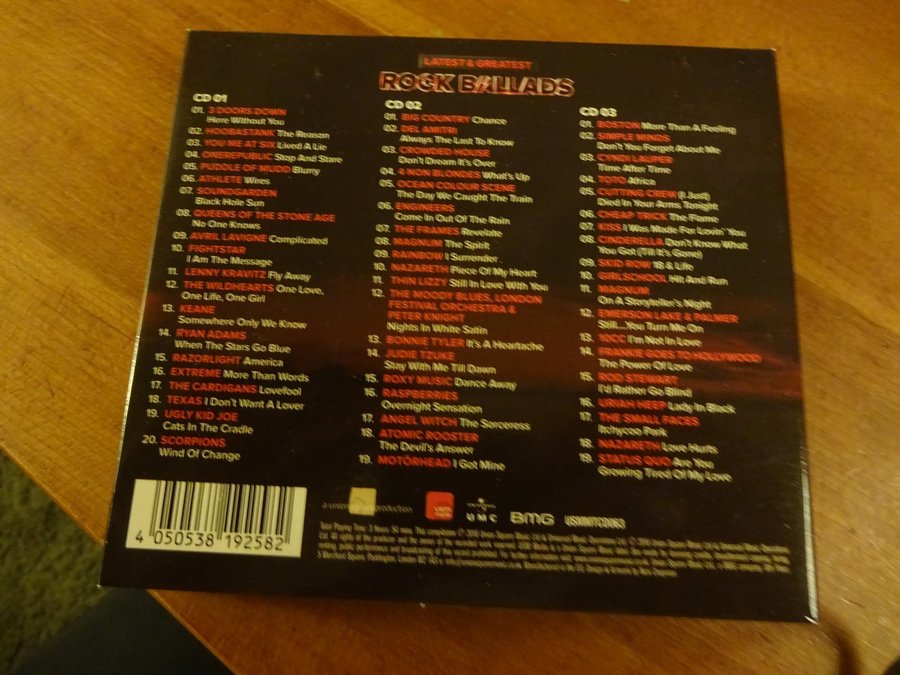 LATEST & GREATEST
ROCK BALLADS
CD 01
01. 3 DOORS DOWN
Here Without You
02. HOOBASTANK The Reason
03. YOU ME AT SIX Lived A Lie
04. ONEREPUBLIC Stop And Stare
05. PUDDLE OF MUDD Blurry
06. ATHLETE Wires
07. SOUNDGARDEN
Black Hole Sun
08. QUEENS OF THE STONE AGE
No One Knows
09. AVRIL LAVIGNE Complicated
10. FIGHTSTAR
I Am The Message
11. LENNY KRAVITZ Fly Away
12. THE WILDHEARTS One Love,
One Life, One Girl
13. KEANE
Somewhere Only We Know
14. RYAN ADAMS
When The Stars Go Blue
15. RAZORLIGHT America
16. EXTREME More Than Words
17. THE CARDIGANS Lovefool
18. TEXAS I Don't Want A Lover
19. UGLY KID JOE
Cats In The Cradle
20. SCORPIONS
Wind Of Change
CD 02
01. BIG COUNTRY Chance
02. DEL AMITRI
Always The Last To Know
03. CROWDED HOUSE
Don't Dream It's Over
04. 4 NON BLONDES What's Up
05. OCEAN COLOUR SCENE
The Day We Caught The Train
06. ENGINEERS
Come In Out Of The Rain
07. THE FRAMES Revelate
08. MAGNUM The Spirit
09. RAINBOW I Surrender
10. NAZARETH Piece Of My Heart
11. THIN LIZZY Still In Love With You
12. THE MOODY BLUES, LONDON
FESTIVAL ORCHESTRA &
PETER KNIGHT
Nights In White Satin
13. BONNIE TYLER It's A Heartache
14. JUDIE TZUKE
Stay With Me Till Dawn
15. ROXY MUSIC Dance Away
16. RASPBERRIES
Overnight Sensation
17. ANGEL WITCH The Sorceress
18. ATOMIC ROOSTER
The Devil's Answer
19. MOTÖRHEAD I Got Mine
CD 03
01. BOSTON More Than A Feeling
02. SIMPLE MINDS
Don't You Forget About Me
03. CYNDI LAUPER
Time After Time
04. TOTO Africa
05. CUTTING CREW (I Just)
Died In Your Arms Tonight
06. CHEAP TRICK The Flame
07. KISS I Was Made For Lovin' You
08. CINDERELLA Don't Know What
You Got (Till It's Gone)
09. SKID ROW 18 & Life
10. GIRLSCHOOL Hit And Run
11. MAGNUM
On A Storyteller's Night
12. EMERSON LAKE & PALMER
Still...You Turn Me On
13. 10CC I'm Not In Love
14. FRANKIE GOES TO HOLLYWOOD
The Power Of Love
15. ROD STEWART
I'd Rather Go Blind
16. URIAH HEEP Lady In Black
17. THE SMALL FACES
Itchycoo Park
18. NAZARETH Love Hurts
19. STATUS QUO Are You
Growing Tired Of My Love
4 050538 192582
a union production
UMC
BMG
USMMTCD063
Total Playing Time: 3 Hours: